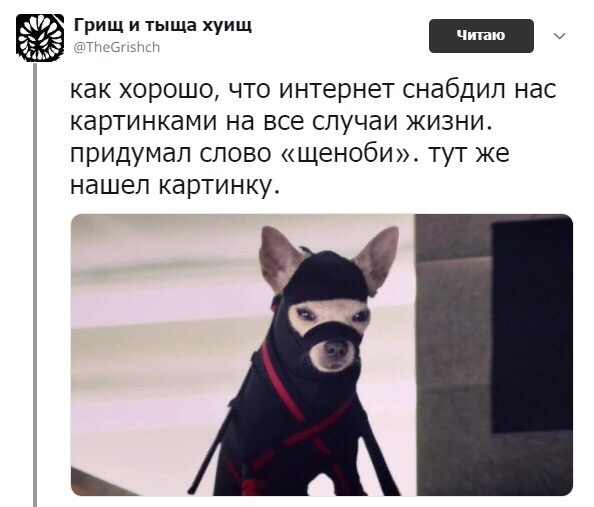 Грищ и тыща хуищ
@TheGrishch
Читаю
как хорошо, что интернет снабдил нас
картинками на все случаи жизни.
придумал слово «щеноби». тут же
нашел картинку.